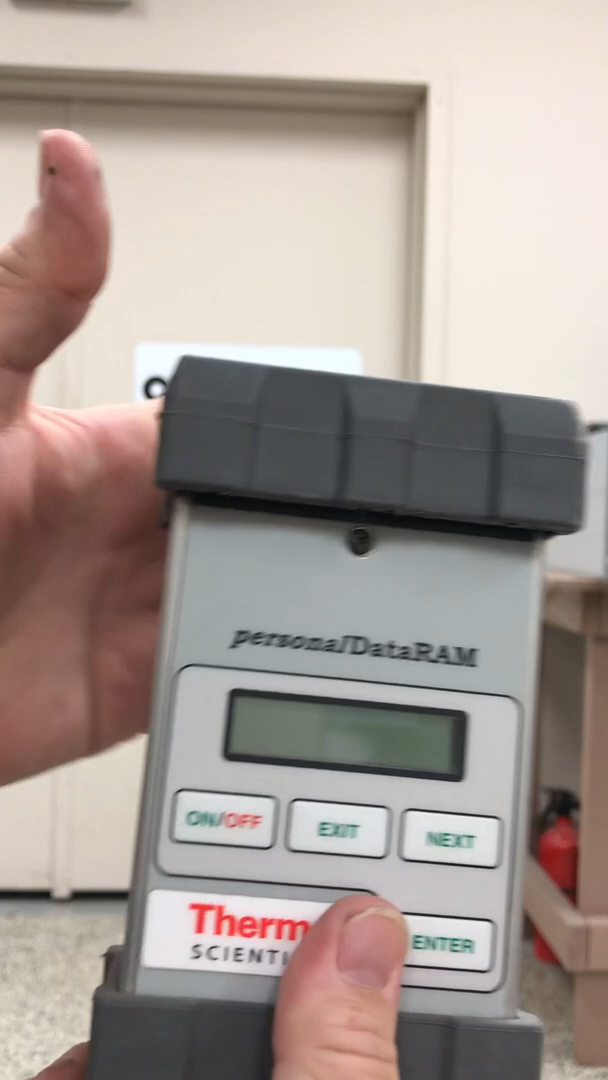 personalDataRAM
ON/OFF EXIT NEXT
Therm
SCIENTI
ENTER